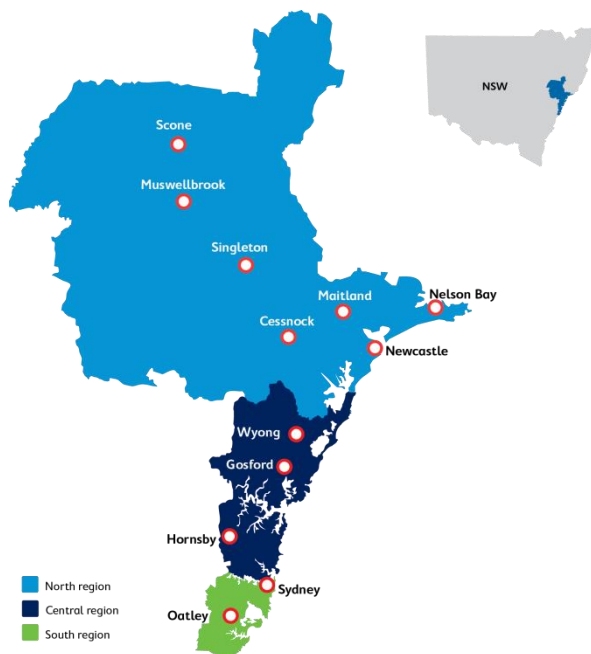 NSW
Scone
Muswellbrook
Singleton
Maitland
Nelson Bay
Cessnock
Newcastle
Wyong
Gosford
Hornsby
Sydney
Oatley
North region
Central region
South region